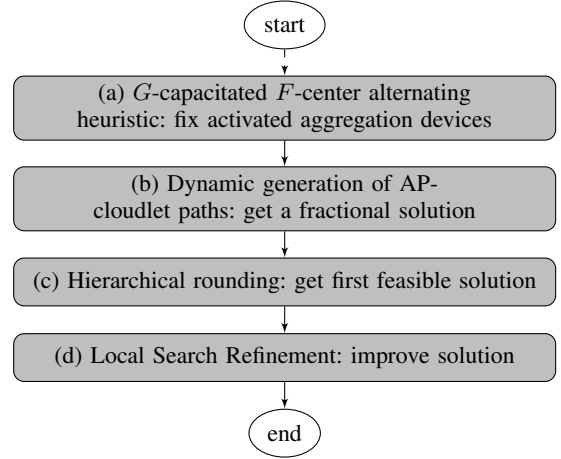 start
(a) G-capacitated F-center alternating
heuristic: fix activated aggregation devices
(b) Dynamic generation of AP-
cloudlet paths: get a fractional solution
(c) Hierarchical rounding: get first feasible solution
(d) Local Search Refinement: improve solution
end